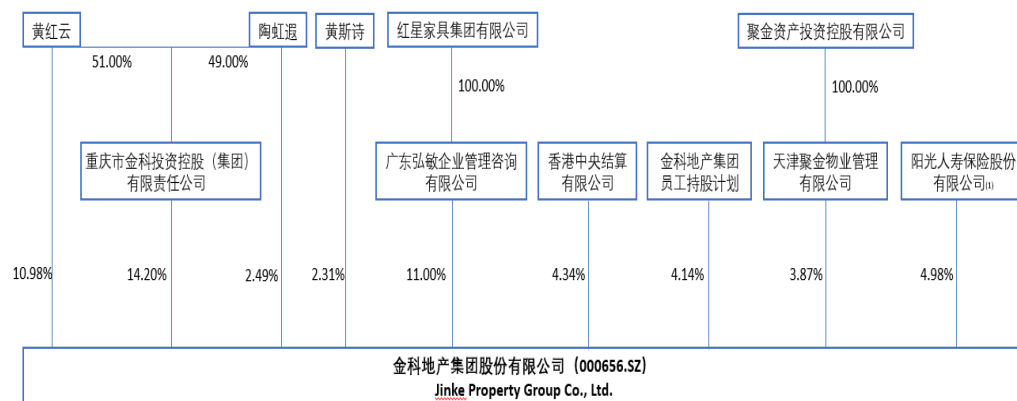 黄红云
陶虹遐
黄斯诗
红星家具集团有限公司
聚金资产投资控股有限公司
51.00%
49.00%
100.00%
100.00%
重庆市金科投资控股（集团）
有限责任公司
广东弘敏企业管理咨询
有限公司
香港中央结算
有限公司
金科地产集团
员工持股计划
天津聚金物业管理
有限公司
阳光人寿保险股份
有限公司(1)
10.98%
14.20%
2.49%
2.31%
11.00%
4.34%
4.14%
3.87%
4.98%
金科地产集团股份有限公司（000656.SZ）
Jinke Property Group Co., Ltd.